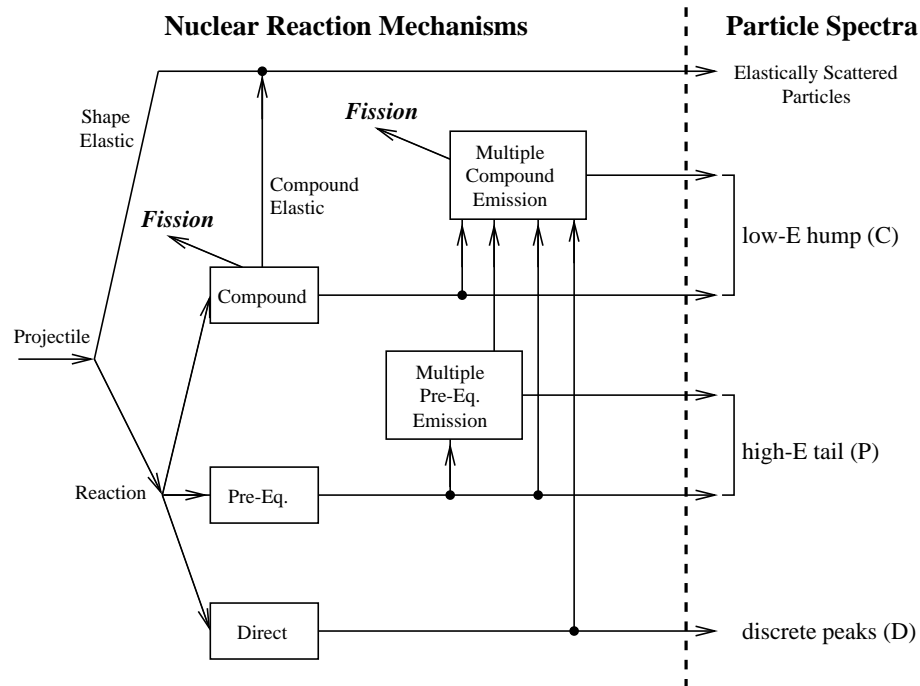 Nuclear Reaction Mechanisms
Particle Spectra
Elastically Scattered
Particles
Shape
Elastic
Fission
Multiple
Compound
Emission
Compound
Elastic
Fission
low-E hump (C)
Compound
Projectile
Multiple
Pre-Eq.
Emission
high-E tail (P)
Reaction
Pre-Eq.
Direct
discrete peaks (D)